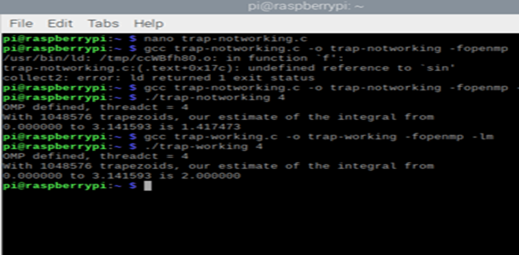 pi@raspberrypi: ~
File Edit Tabs Help
pi@raspberrypi:~ $ nano trap-notworking.c
pi@raspberrypi:~ $ gcc trap-notworking.c -o trap-notworking -fopenmp
/usr/bin/ld: /tmp/ccWBfh80.o: in function `f':
trap-notworking.c:(.text+0x17c): undefined reference to `sin'
collect2: error: ld returned 1 exit status
pi@raspberrypi:~ $ gcc trap-notworking.c -o trap-notworking -fopenmp -
pi@raspberrypi:~ $ ./trap-notworking 4
OMP defined, threadct = 4
With 1048576 trapezoids, our estimate of the integral from
0.000000 to 3.141593 is 1.417473
pi@raspberrypi:~ $ gcc trap-working.c -o trap-working -fopenmp -lm
pi@raspberrypi:~ $ ./trap-working 4
OMP defined, threadct = 4
With 1048576 trapezoids, our estimate of the integral from
0.000000 to 3.141593 is 2.000000
pi@raspberrypi:~ $